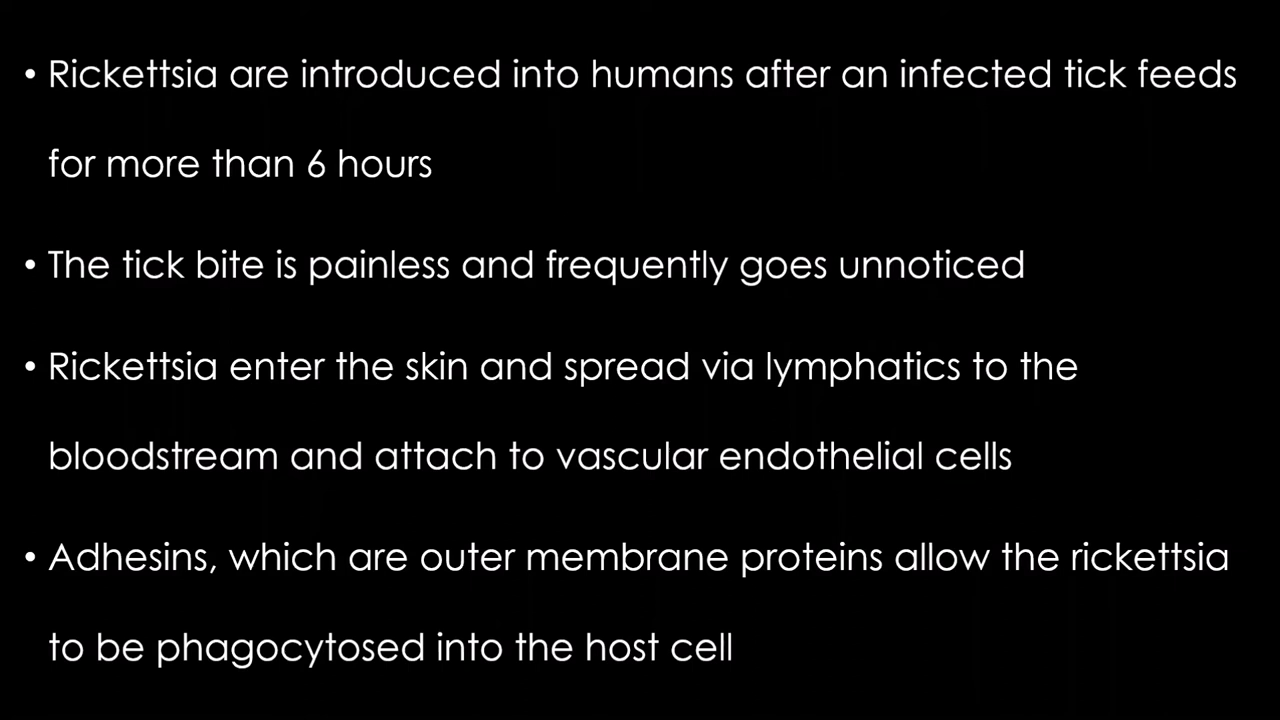 • Rickettsia are introduced into humans after an infected tick feeds
for more than 6 hours
• The tick bite is painless and frequently goes unnoticed
• Rickettsia enter the skin and spread via lymphatics to the
bloodstream and attach to vascular endothelial cells
• Adhesins, which are outer membrane proteins allow the rickettsia
to be phagocytosed into the host cell